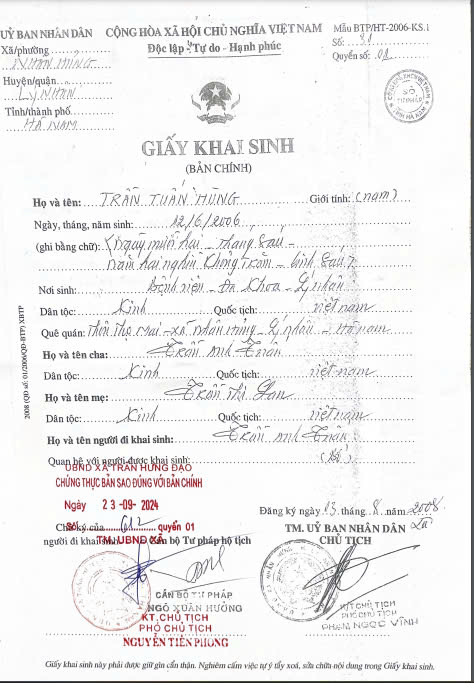 ỦY BAN NHÂN DÂN
CỘNG HÒA XÃ HỘI CHỦ NGHĨA VIỆT NAM
Mẫu BTP/HT-2006-KS.1
Xã/phường
Độc lập - Tự do - Hạnh phúc
Số: 21
NHÂN HƯNG
Quyển số: 01
Huyện/quận
LÝ NHÂN
Tỉnh/thành phố
HÀ NAM
GIẤY KHAI SINH
(BẢN CHÍNH)
Họ và tên: TRẦN TUẤN HÙNG Giới tính: (nam)
Ngày, tháng, năm sinh: 12/6/2006
(ghi bằng chữ): (Ngày mười hai - tháng sáu -
năm hai nghìn không trăm - linh sáu)
Nơi sinh: Bệnh viện - Đa Khoa - Lý nhân
Dân tộc: Kinh Quốc tịch: việt nam
Quê quán: Thôn Thọ Mai - xã nhân Hưng - Lý nhân - Hà nam
Họ và tên cha: Trần Anh
Dân tộc: Kinh Quốc tịch: việt nam
Họ và tên mẹ: Trần Thị Lan
Dân tộc: Kinh Quốc tịch: việt nam
Họ và tên người đi khai sinh: Trần Anh
Quan hệ với người được khai sinh: (Bố)
2008 (QĐ số: 01/2006/QĐ-BTP) XBTP
UBND XÃ TRẦN HƯNG ĐẠO
CHỨNG THỰC BẢN SAO ĐÚNG VỚI BẢN CHÍNH
Ngày 23-09-2024
Đăng ký ngày 13 tháng 8 năm 2008
Số 612 quyển 01
Chữ ký của
người đi khai sinh
TM. UBND XÃ
Cán bộ Tư pháp hộ tịch
TM. UỶ BAN NHÂN DÂN
CHỦ TỊCH
CÁN BỘ TƯ PHÁP
NGÔ XUÂN HƯỞNG
KT. CHỦ TỊCH
PHÓ CHỦ TỊCH
NGUYỄN TIÊN PHONG
K/T CHỦ TỊCH
PHÓ CHỦ TỊCH
PHẠM NGỌC VĨNH
Giấy khai sinh này phải được giữ gìn cẩn thận. Nghiêm cấm việc tự ý tẩy xoá, sửa chữa nội dung trong Giấy khai sinh.